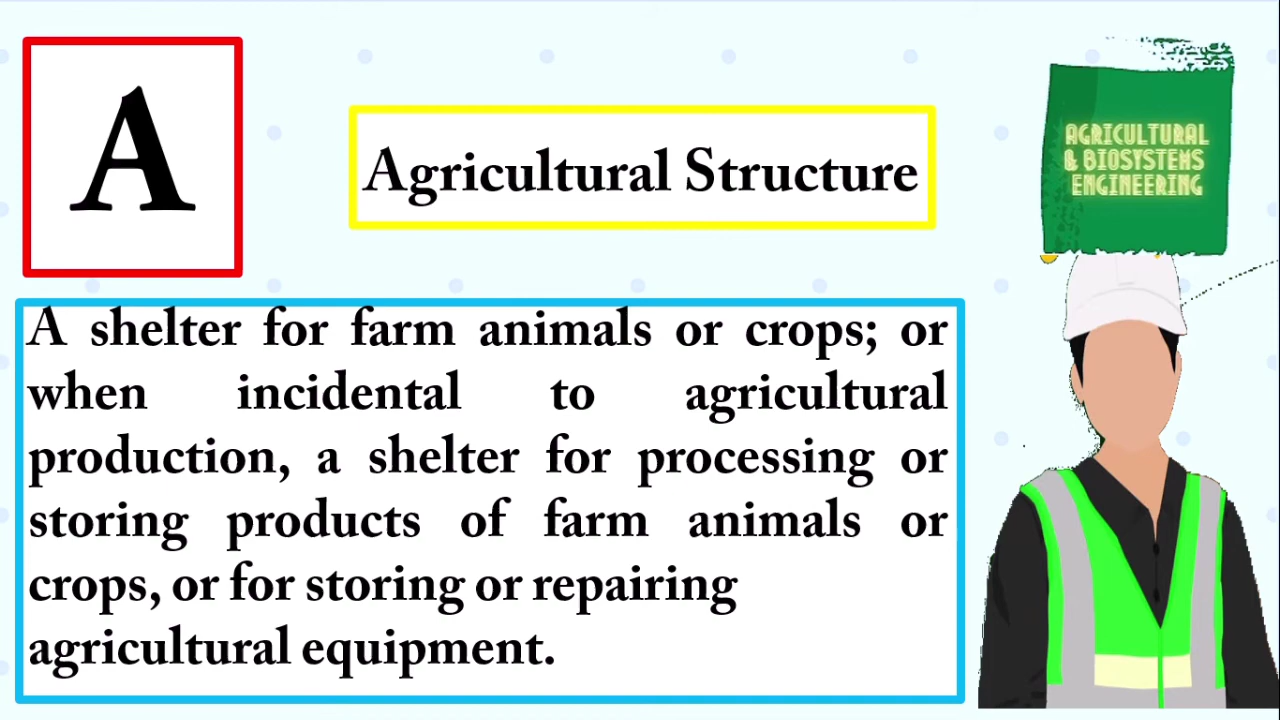 A
Agricultural Structure
AGRICULTURAL
& BIOSYSTEMS
ENGINEERING
A shelter for farm animals or crops; or
when incidental to agricultural
production, a shelter for processing or
storing products of farm animals or
crops, or for storing or repairing
agricultural equipment.